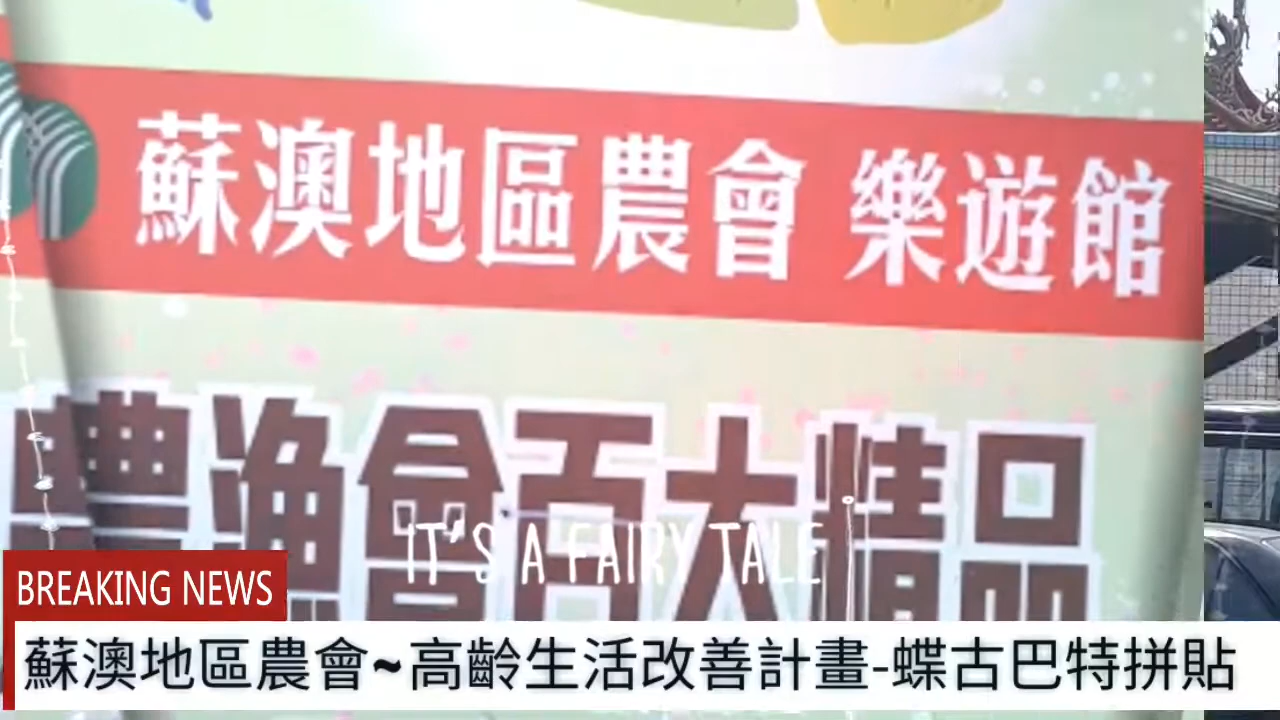 蘇澳地區農會 樂遊館
農漁會百大精品
IT'S A FAIRY TALE
BREAKING NEWS
蘇澳地區農會~高齡生活改善計畫-蝶古巴特拼貼